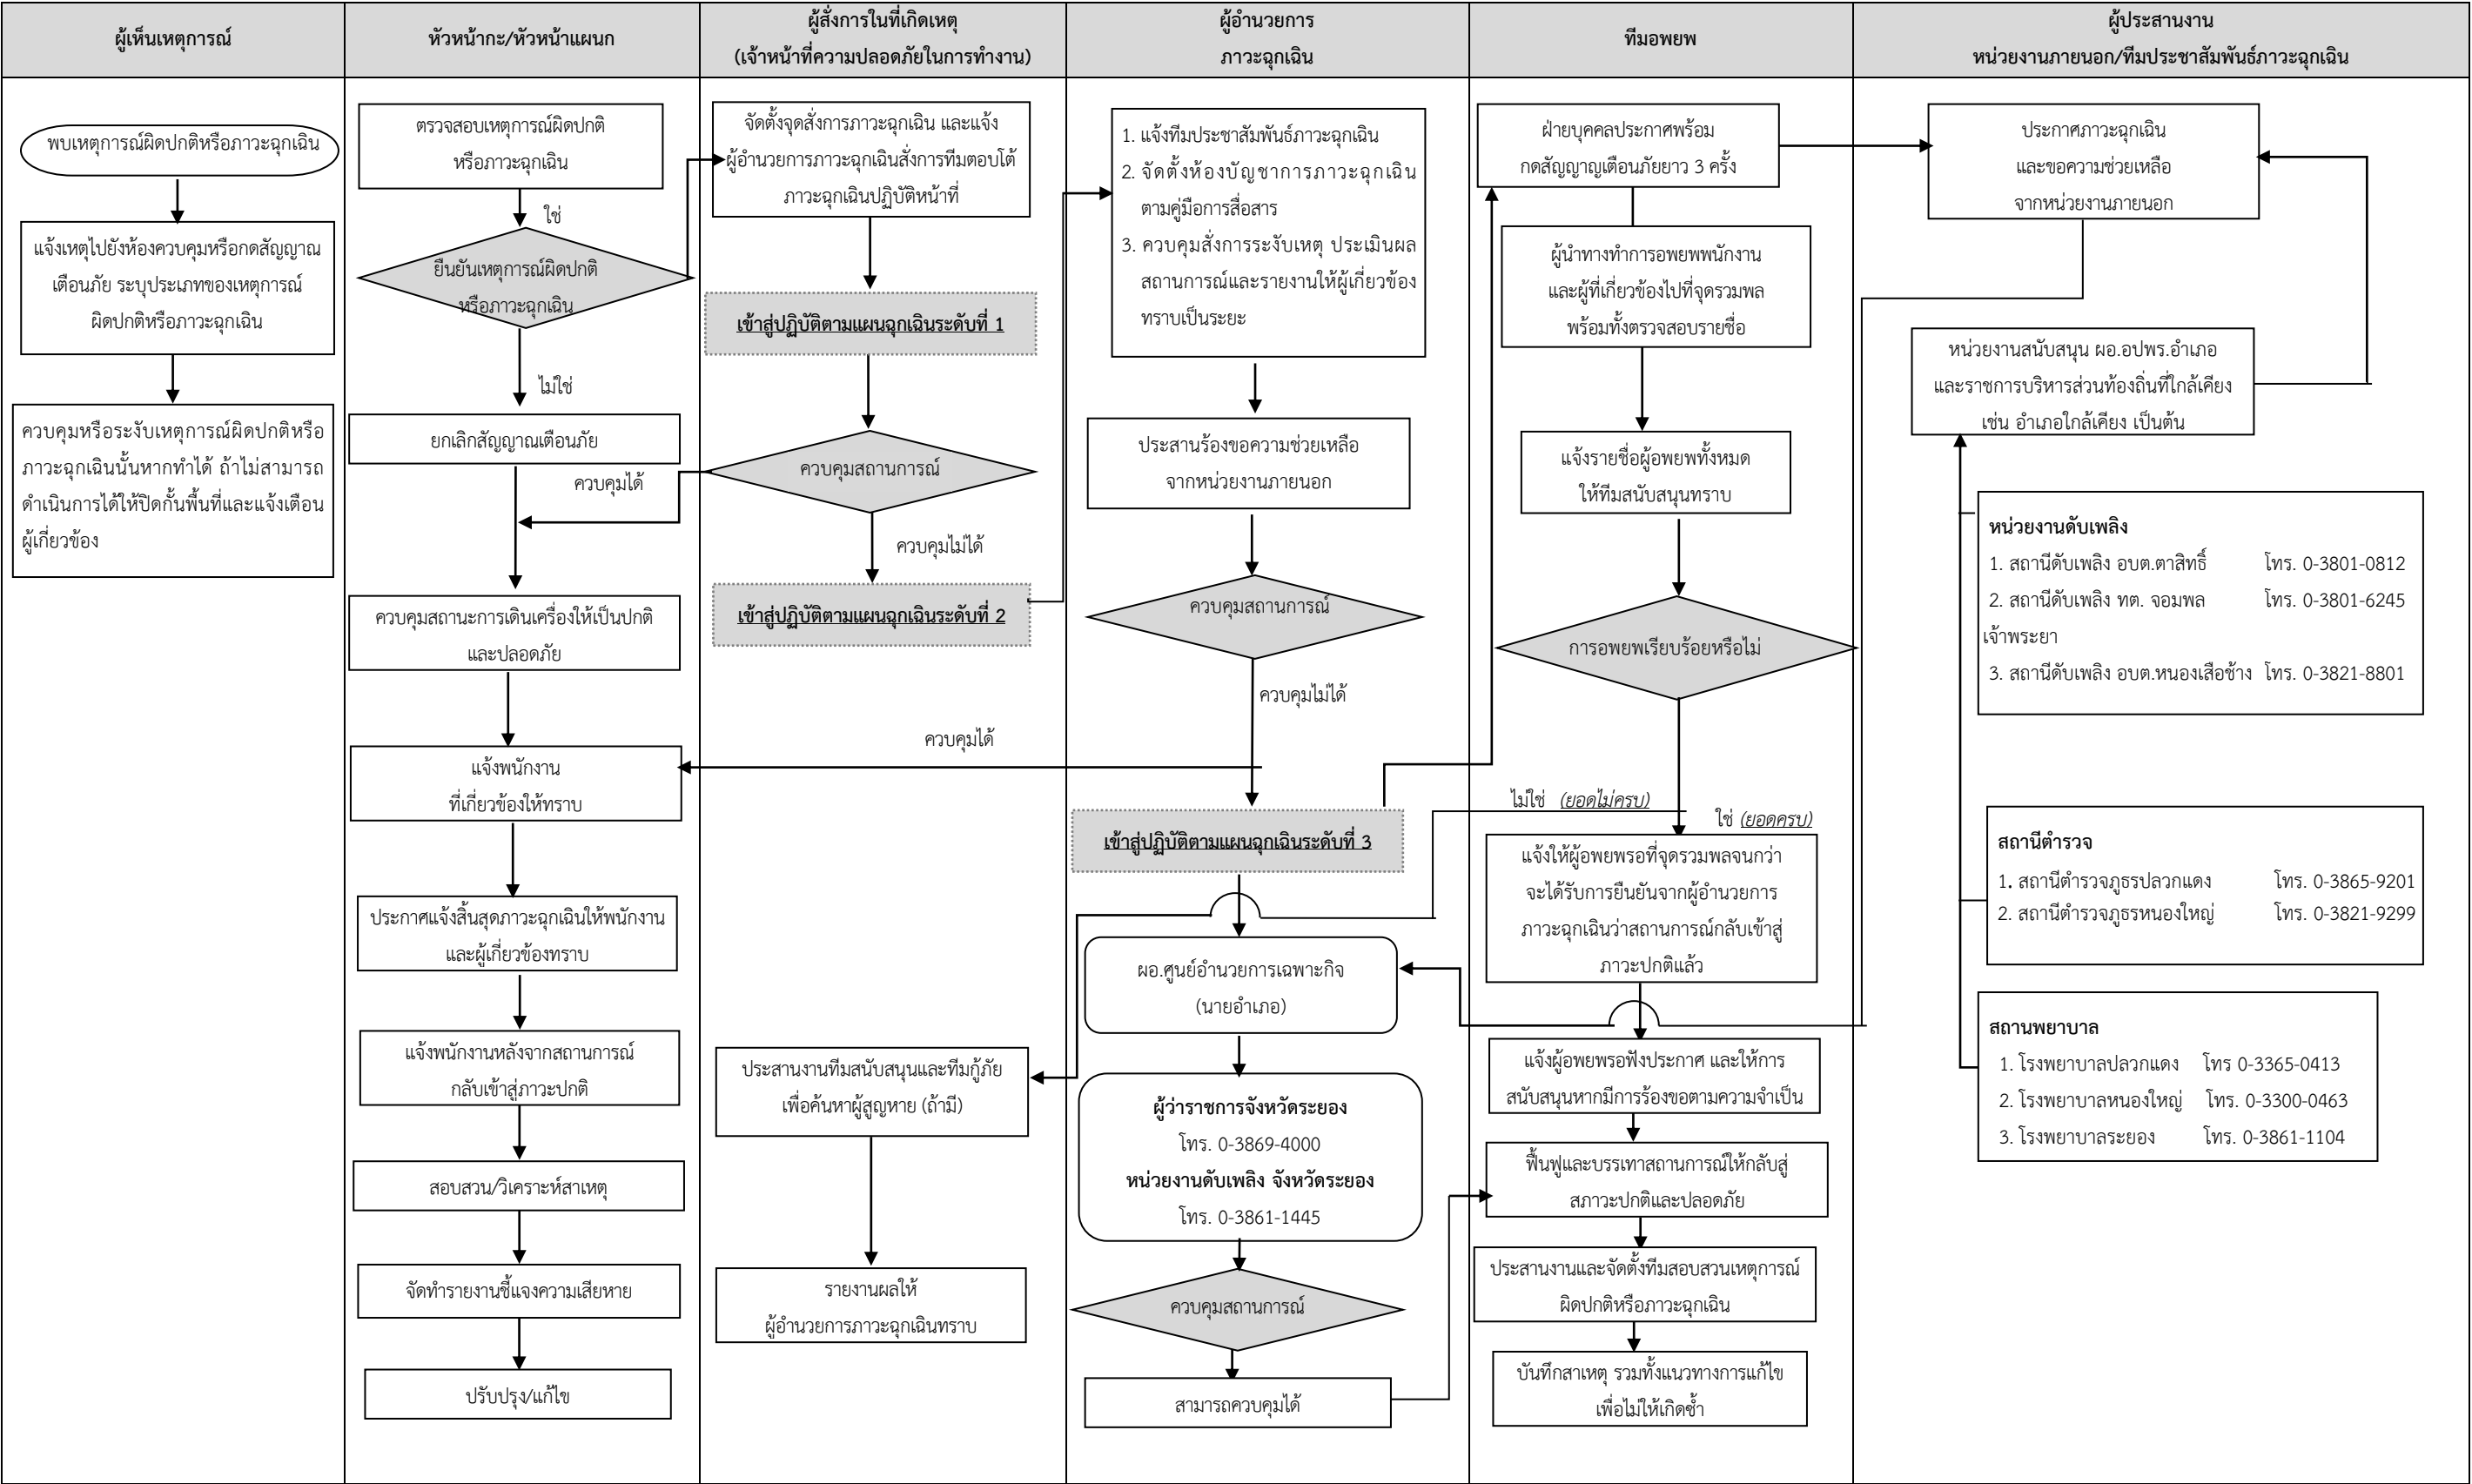 ผู้เห็นเหตุการณ์
หัวหน้ากะ/หัวหน้าแผนก
ผู้สั่งการในที่เกิดเหตุ
(เจ้าหน้าที่ความปลอดภัยในการทำงาน)
ผู้อำนวยการ
ภาวะฉุกเฉิน
ทีมอพยพ
ผู้ประสานงาน
หน่วยงานภายนอก/ทีมประชาสัมพันธ์ภาวะฉุกเฉิน
พบเหตุการณ์ผิดปกติหรือภาวะฉุกเฉิน
แจ้งเหตุไปยังห้องควบคุมหรือกดสัญญาณ
เตือนภัย ระบุประเภทของเหตุการณ์
ผิดปกติหรือภาวะฉุกเฉิน
ควบคุมหรือระงับเหตุการณ์ผิดปกติหรือ
ภาวะฉุกเฉินนั้นหากทำได้ ถ้าไม่สามารถ
ดำเนินการได้ให้ปิดกั้นพื้นที่และแจ้งเตือน
ผู้เกี่ยวข้อง
ตรวจสอบเหตุการณ์ผิดปกติ
หรือภาวะฉุกเฉิน
ใช่
ยืนยันเหตุการณ์ผิดปกติ
หรือภาวะฉุกเฉิน
ไม่ใช่
ยกเลิกสัญญาณเตือนภัย
ควบคุมได้
ควบคุมสถานะการเดินเครื่องให้เป็นปกติ
และปลอดภัย
แจ้งพนักงาน
ที่เกี่ยวข้องให้ทราบ
ประกาศแจ้งสิ้นสุดภาวะฉุกเฉินให้พนักงาน
และผู้เกี่ยวข้องทราบ
แจ้งพนักงานหลังจากสถานการณ์
กลับเข้าสู่ภาวะปกติ
สอบสวน/วิเคราะห์สาเหตุ
จัดทำรายงานชี้แจงความเสียหาย
ปรับปรุง/แก้ไข
จัดตั้งจุดสั่งการภาวะฉุกเฉิน และแจ้ง
ผู้อำนวยการภาวะฉุกเฉินสั่งการทีมตอบโต้
ภาวะฉุกเฉินปฏิบัติหน้าที่
เข้าสู่ปฏิบัติตามแผนฉุกเฉินระดับที่ 1
ควบคุมสถานการณ์
ควบคุมไม่ได้
เข้าสู่ปฏิบัติตามแผนฉุกเฉินระดับที่ 2
ควบคุมได้
ประสานงานทีมสนับสนุนและทีมกู้ภัย
เพื่อค้นหาผู้สูญหาย (ถ้ามี)
รายงานผลให้
ผู้อำนวยการภาวะฉุกเฉินทราบ
1. แจ้งทีมประชาสัมพันธ์ภาวะฉุกเฉิน
2. จัดตั้งห้องบัญชาการภาวะฉุกเฉิน
ตามคู่มือการสื่อสาร
3. ควบคุมสั่งการระงับเหตุ ประเมินผล
สถานการณ์และรายงานให้ผู้เกี่ยวข้อง
ทราบเป็นระยะ
ประสานร้องขอความช่วยเหลือ
จากหน่วยงานภายนอก
ควบคุมสถานการณ์
ควบคุมไม่ได้
เข้าสู่ปฏิบัติตามแผนฉุกเฉินระดับที่ 3
ผอ.ศูนย์อำนวยการเฉพาะกิจ
(นายอำเภอ)
ผู้ว่าราชการจังหวัดระยอง
โทร. 0-3869-4000
หน่วยงานดับเพลิง จังหวัดระยอง
โทร. 0-3861-1445
ควบคุมสถานการณ์
สามารถควบคุมได้
ฝ่ายบุคคลประกาศพร้อม
กดสัญญาณเตือนภัยยาว 3 ครั้ง
ผู้นำทางทำการอพยพพนักงาน
และผู้ที่เกี่ยวข้องไปที่จุดรวมพล
พร้อมทั้งตรวจสอบรายชื่อ
แจ้งรายชื่อผู้อพยพทั้งหมด
ให้ทีมสนับสนุนทราบ
การอพยพเรียบร้อยหรือไม่
ไม่ใช่ (ยอดไม่ครบ)
ใช่ (ยอดครบ)
แจ้งให้ผู้อพยพรอที่จุดรวมพลจนกว่า
จะได้รับการยืนยันจากผู้อำนวยการ
ภาวะฉุกเฉินว่าสถานการณ์กลับเข้าสู่
ภาวะปกติแล้ว
แจ้งผู้อพยพรอฟังประกาศ และให้การ
สนับสนุนหากมีการร้องขอตามความจำเป็น
ฟื้นฟูและบรรเทาสถานการณ์ให้กลับสู่
สภาวะปกติและปลอดภัย
ประสานงานและจัดตั้งทีมสอบสวนเหตุการณ์
ผิดปกติหรือภาวะฉุกเฉิน
บันทึกสาเหตุ รวมทั้งแนวทางการแก้ไข
เพื่อไม่ให้เกิดซ้ำ
ประกาศภาวะฉุกเฉิน
และขอความช่วยเหลือ
จากหน่วยงานภายนอก
หน่วยงานสนับสนุน ผอ.อปพร.อำเภอ
และราชการบริหารส่วนท้องถิ่นที่ใกล้เคียง
เช่น อำเภอใกล้เคียง เป็นต้น
หน่วยงานดับเพลิง
1. สถานีดับเพลิง อบต.ตาสิทธิ์ โทร. 0-3801-0812
2. สถานีดับเพลิง ทต. จอมพล โทร. 0-3801-6245
เจ้าพระยา
3. สถานีดับเพลิง อบต.หนองเสือช้าง โทร. 0-3821-8801
สถานีตำรวจ
1. สถานีตำรวจภูธรปลวกแดง โทร. 0-3865-9201
2. สถานีตำรวจภูธรหนองใหญ่ โทร. 0-3821-9299
สถานพยาบาล
1. โรงพยาบาลปลวกแดง โทร 0-3365-0413
2. โรงพยาบาลหนองใหญ่ โทร. 0-3300-0463
3. โรงพยาบาลระยอง โทร. 0-3861-1104